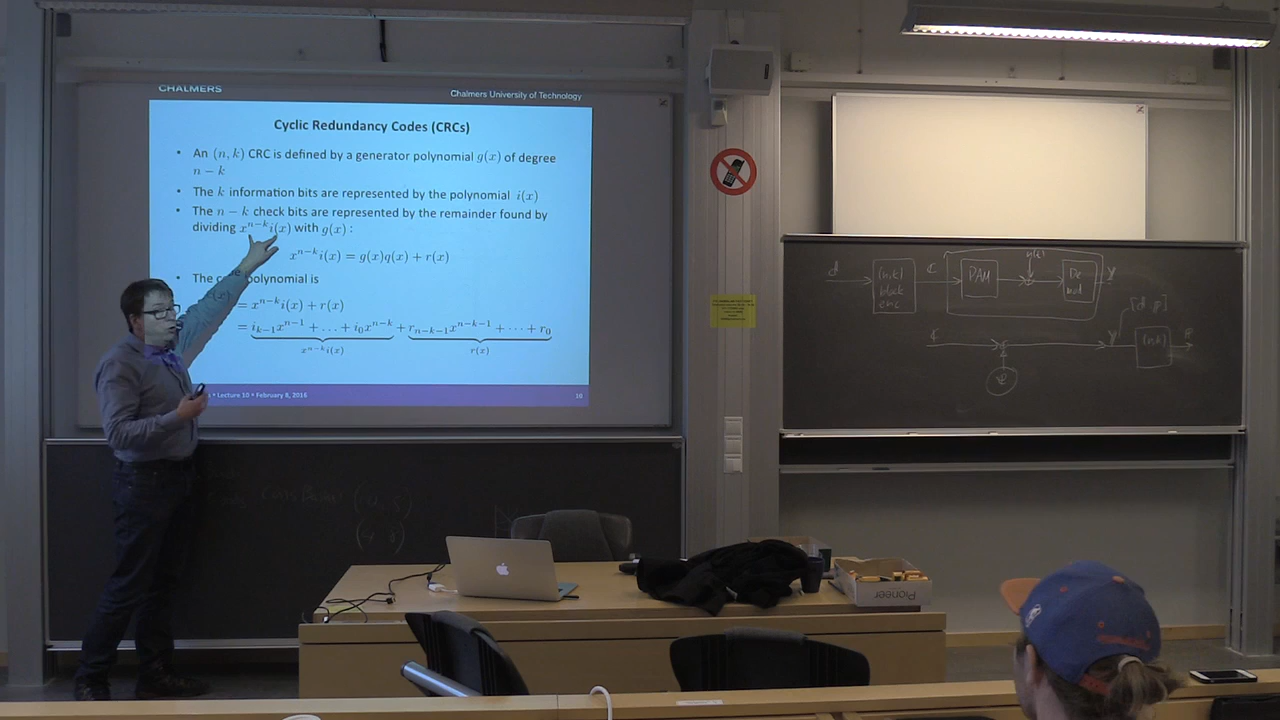 CHALMERS
Chalmers University of Technology
Cyclic Redundancy Codes (CRCs)
• An (n, k) CRC is defined by a generator polynomial g(x) of degree
n − k
• The k information bits are represented by the polynomial i(x)
• The n − k check bits are represented by the remainder found by
dividing x^{n−k}i(x) with g(x) :
x^{n−k}i(x) = g(x)q(x) + r(x)
• The code polynomial is
= x^{n−k}i(x) + r(x)
= i_{k−1}x^{n−1} + . . . + i_0x^{n−k} + r_{n−k−1}x^{n−k−1} + · · · + r_0
x^{n−k}i(x)
r(x)
• Lecture 10 • February 8, 2016
10
d
(n,k)
block
enc
c
PAM
De
mod
y
(n,k)
e
Pioneer